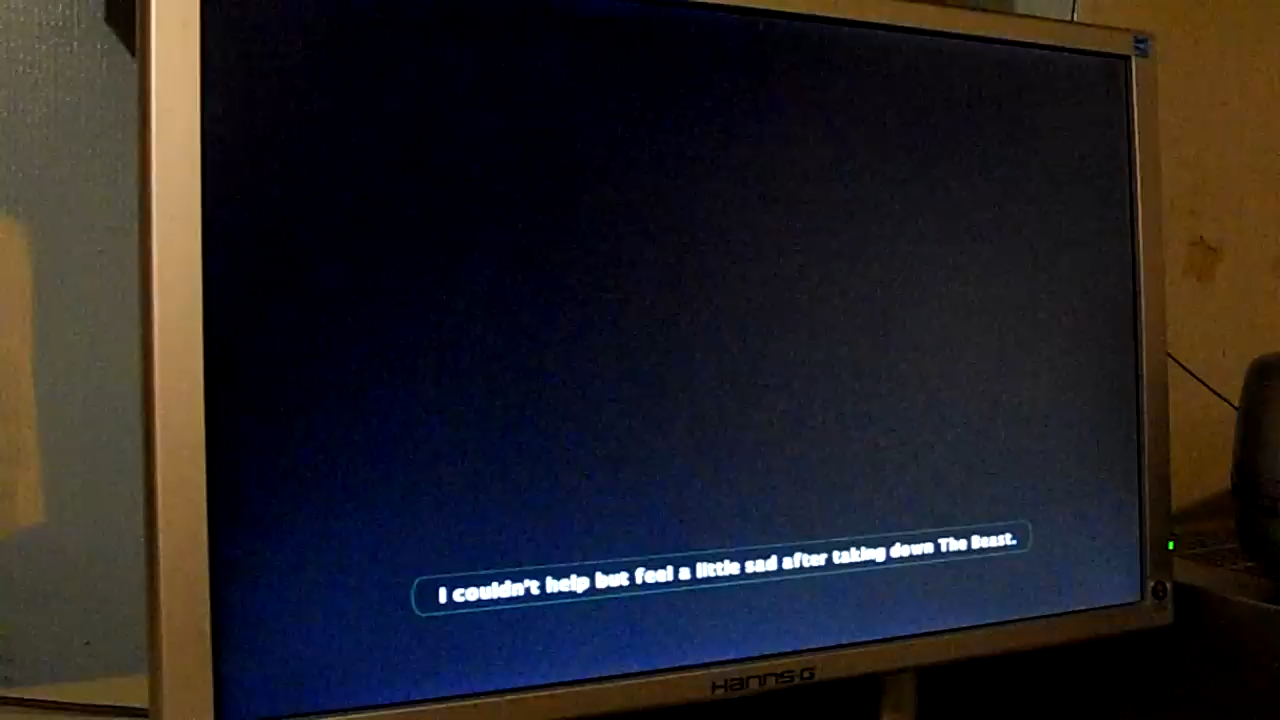 I couldn't help but feel a little sad after taking down The Beast.
HANNS·G